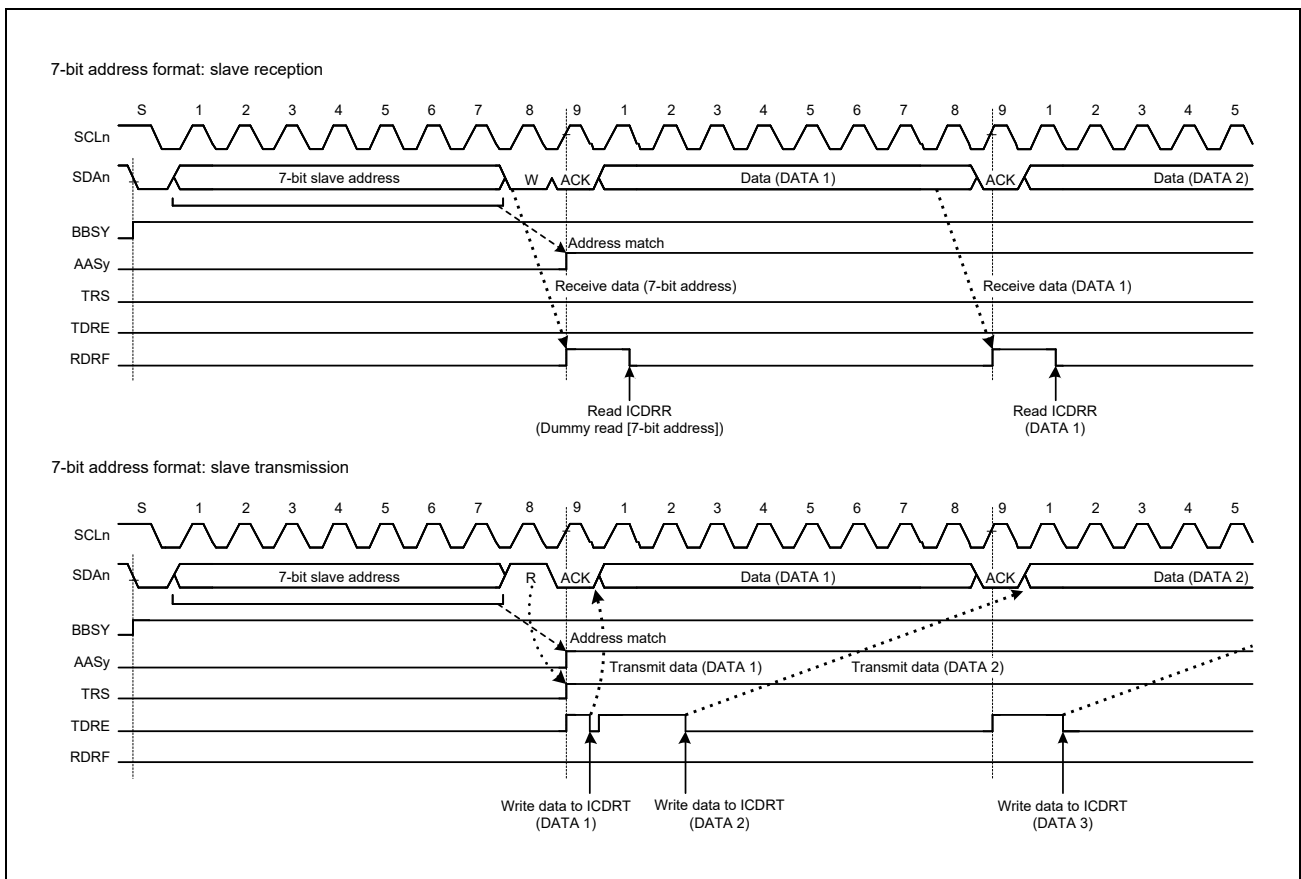 7-bit address format: slave reception
S 1 2 3 4 5 6 7 8 9 1 2 3 4 5 6 7 8 9 1 2 3 4 5
SCLn
SDAn 7-bit slave address W ACK Data (DATA 1) ACK Data (DATA 2)
BBSY
Address match
AASy
Receive data (7-bit address) Receive data (DATA 1)
TRS
TDRE
RDRF
Read ICDRR Read ICDRR
(Dummy read [7-bit address]) (DATA 1)
7-bit address format: slave transmission
S 1 2 3 4 5 6 7 8 9 1 2 3 4 5 6 7 8 9 1 2 3 4 5
SCLn
SDAn 7-bit slave address R ACK Data (DATA 1) ACK Data (DATA 2)
BBSY
Address match
AASy
Transmit data (DATA 1) Transmit data (DATA 2)
TRS
TDRE
RDRF
Write data to ICDRT Write data to ICDRT Write data to ICDRT
(DATA 1) (DATA 2) (DATA 3)